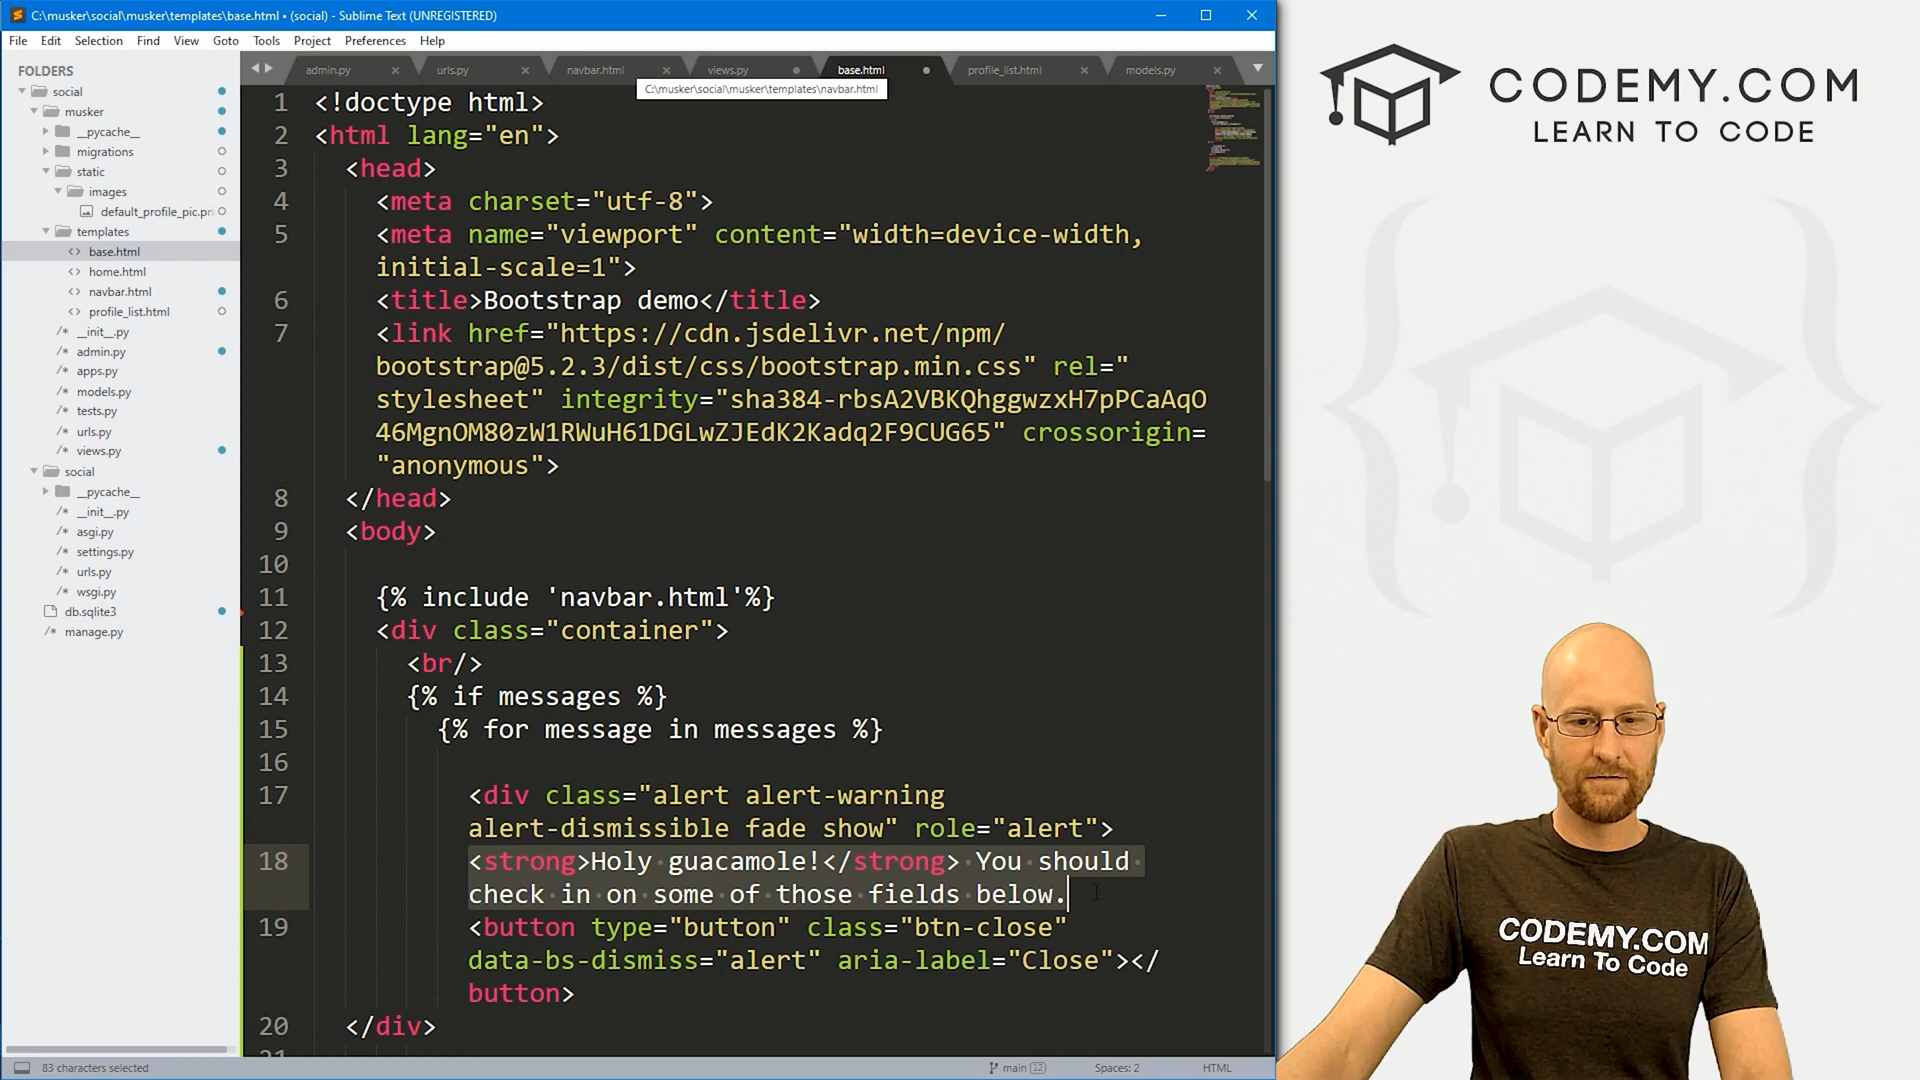 C:\musker\social\musker\templates\base.html • (social) - Sublime Text (UNREGISTERED)
File Edit Selection Find View Goto Tools Project Preferences Help
FOLDERS
social
musker
__pycache__
migrations
static
images
default_profile_pic.pn
templates
base.html
home.html
navbar.html
profile_list.html
__init__.py
admin.py
apps.py
models.py
tests.py
urls.py
views.py
social
__pycache__
__init__.py
asgi.py
settings.py
urls.py
wsgi.py
db.sqlite3
manage.py
admin.py urls.py navbar.html views.py base.html profile_list.html models.py
C:\musker\social\musker\templates\navbar.html
1 <!doctype html>
2 <html lang="en">
3 <head>
4 <meta charset="utf-8">
5 <meta name="viewport" content="width=device-width,
initial-scale=1">
6 <title>Bootstrap demo</title>
7 <link href="https://cdn.jsdelivr.net/npm/
bootstrap@5.2.3/dist/css/bootstrap.min.css" rel="
stylesheet" integrity="sha384-rbsA2VBKQhggwzxH7pPCaAqO
46MgnOM80zW1RWuH61DGLwZJEdK2Kadq2F9CUG65" crossorigin=
"anonymous">
8 </head>
9 <body>
10
11 {% include 'navbar.html'%}
12 <div class="container">
13 <br/>
14 {% if messages %}
15 {% for message in messages %}
16
17 <div class="alert alert-warning
alert-dismissible fade show" role="alert">
18 <strong>Holy guacamole!</strong> You should
check in on some of those fields below.
19 <button type="button" class="btn-close"
data-bs-dismiss="alert" aria-label="Close"></
button>
20 </div>
83 characters selected
main 12
Spaces: 2
HTML
CODEMY.COM
LEARN TO CODE
CODEMY.COM
Learn To Code